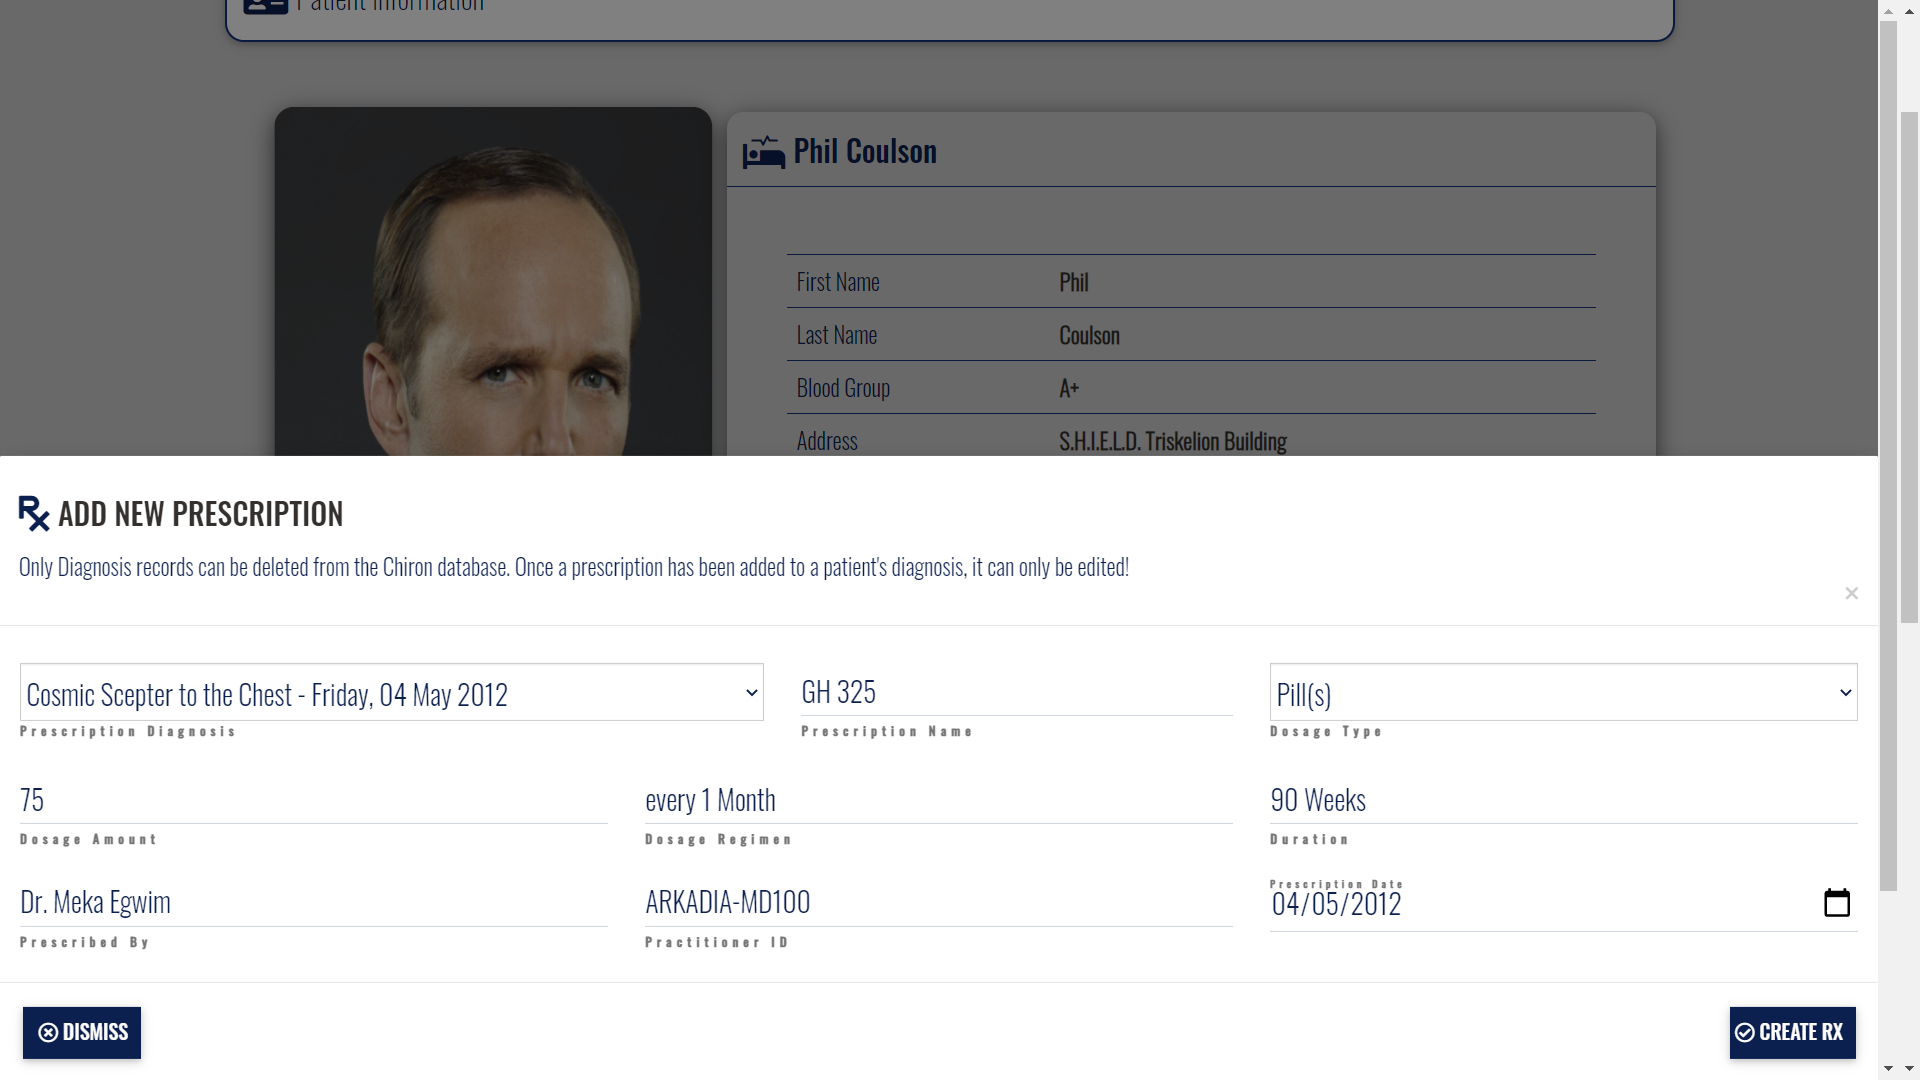 Patient Information
Phil Coulson
First Name Phil
Last Name Coulson
Blood Group A+
Address S.H.I.E.L.D. Triskelion Building
Rx ADD NEW PRESCRIPTION
Only Diagnosis records can be deleted from the Chiron database. Once a prescription has been added to a patient's diagnosis, it can only be edited!
×
Cosmic Scepter to the Chest - Friday, 04 May 2012
Prescription Diagnosis
GH 325
Prescription Name
Pill(s)
Dosage Type
75
Dosage Amount
every 1 Month
Dosage Regimen
90 Weeks
Duration
Dr. Meka Egwim
Prescribed By
ARKADIA-MD100
Practitioner ID
Prescription Date
04/05/2012
DISMISS
CREATE RX